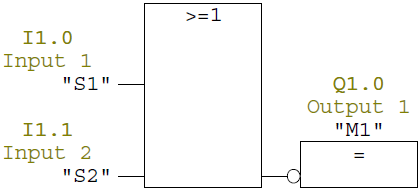 >=1
I1.0
Input 1
"S1"
I1.1
Input 2
"S2"
Q1.0
Output 1
"M1"
=